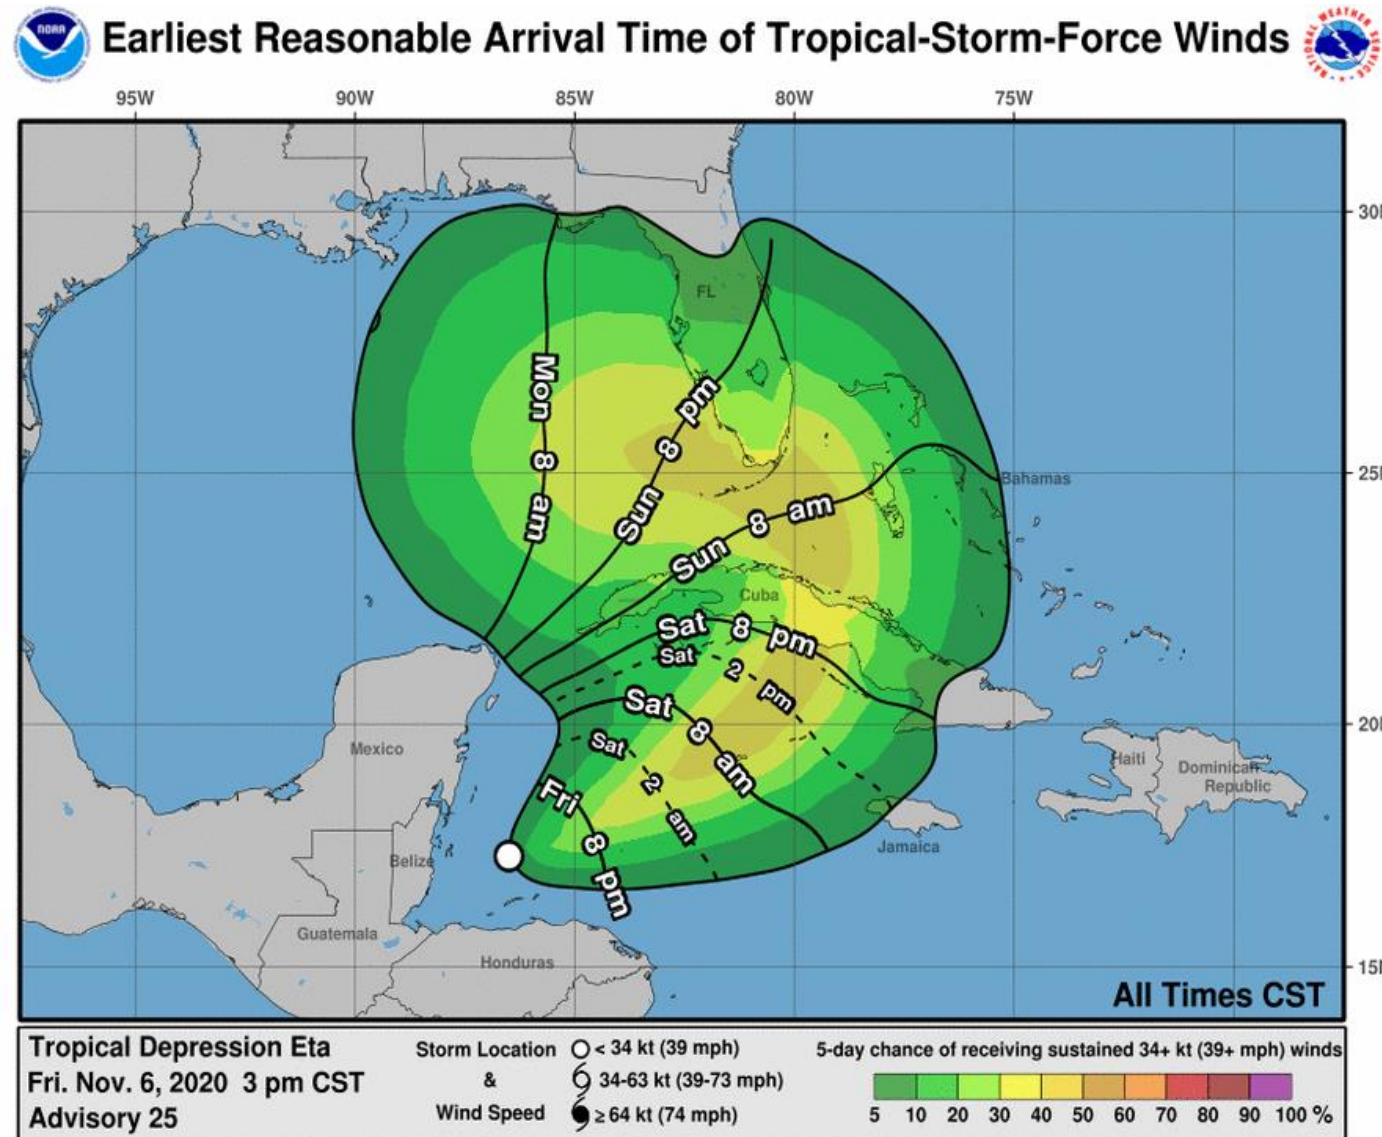 NOAA
Earliest Reasonable Arrival Time of Tropical-Storm-Force Winds
NATIONAL WEATHER SERVICE
95W 90W 85W 80W 75W
30N
FL
Mon 8 am
Sun 8 pm
25N
Bahamas
Sun 8 am
Cuba
Sat 8 pm
Sat 2 pm
Sat 8 am
20N
Mexico
Sat 2 am
Haiti
Dominican
Republic
Fri 8 pm
Jamaica
Belize
Guatemala
Honduras
15N
All Times CST
Tropical Depression Eta
Fri. Nov. 6, 2020 3 pm CST
Advisory 25
Storm Location
&
Wind Speed
< 34 kt (39 mph)
34-63 kt (39-73 mph)
≥ 64 kt (74 mph)
5-day chance of receiving sustained 34+ kt (39+ mph) winds
5 10 20 30 40 50 60 70 80 90 100 %